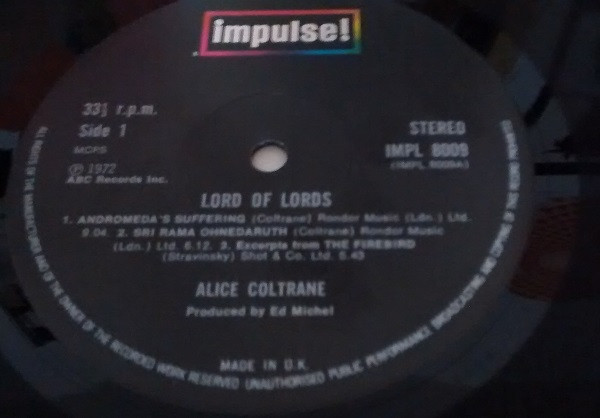 impulse!
33⅓ r.p.m.
Side 1
MCPS
℗ 1972
ABC Records Inc.
STEREO
IMPL 8009
(IMPL 8009A)
LORD OF LORDS
1. ANDROMEDA'S SUFFERING (Coltrane) Rondor Music (Ldn.) Ltd.
9.04. 2. SRI RAMA OHNEDARUTH (Coltrane) Rondor Music
(Ldn.) Ltd. 6.12. 3. Excerpts from THE FIREBIRD
(Stravinsky) Shot & Co. Ltd. 5.43
ALICE COLTRANE
Produced by Ed Michel
MADE IN U.K.
ALL RIGHTS OF THE MANUFACTURER AND OF THE OWNER OF THE RECORDED WORK RESERVED UNAUTHORISED PUBLIC PERFORMANCE BROADCASTING AND COPYING OF THIS RECORD PROHIBITED